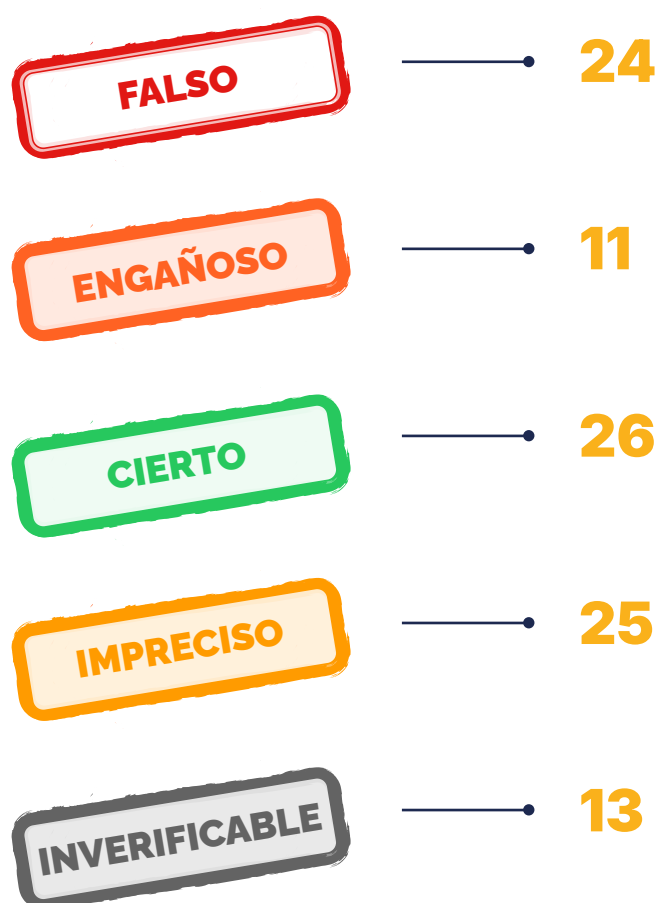 FALSO 24
ENGAÑOSO 11
CIERTO 26
IMPRECISO 25
INVERIFICABLE 13